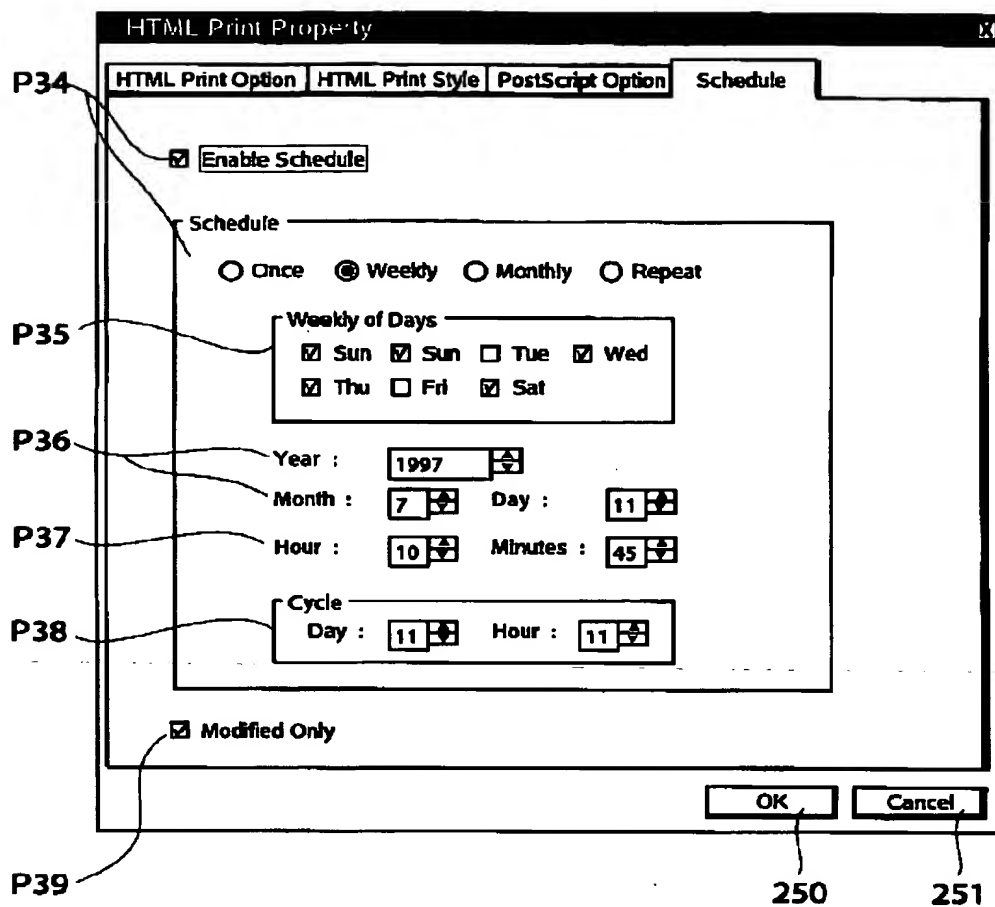 HTML Print Property X
P34 HTML Print Option HTML Print Style PostScript Option Schedule
Enable Schedule
Schedule
Once Weekly Monthly Repeat
P35 Weekly of Days
Sun Sun Tue Wed
Thu Fri Sat
P36 Year : 1997
Month : 7 Day : 11
P37 Hour : 10 Minutes : 45
Cycle
P38 Day : 11 Hour : 11
Modified Only
OK Cancel
P39 250 251